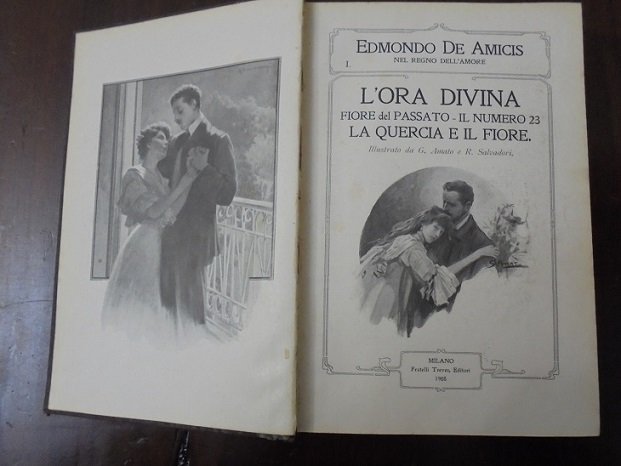 EDMONDO DE AMICIS
NEL REGNO DELL'AMORE
I.
L'ORA DIVINA
FIORE del PASSATO - IL NUMERO 23
LA QUERCIA E IL FIORE.
Illustrato da G. Amato e R. Salvadori.
MILANO
Fratelli Treves, Editori